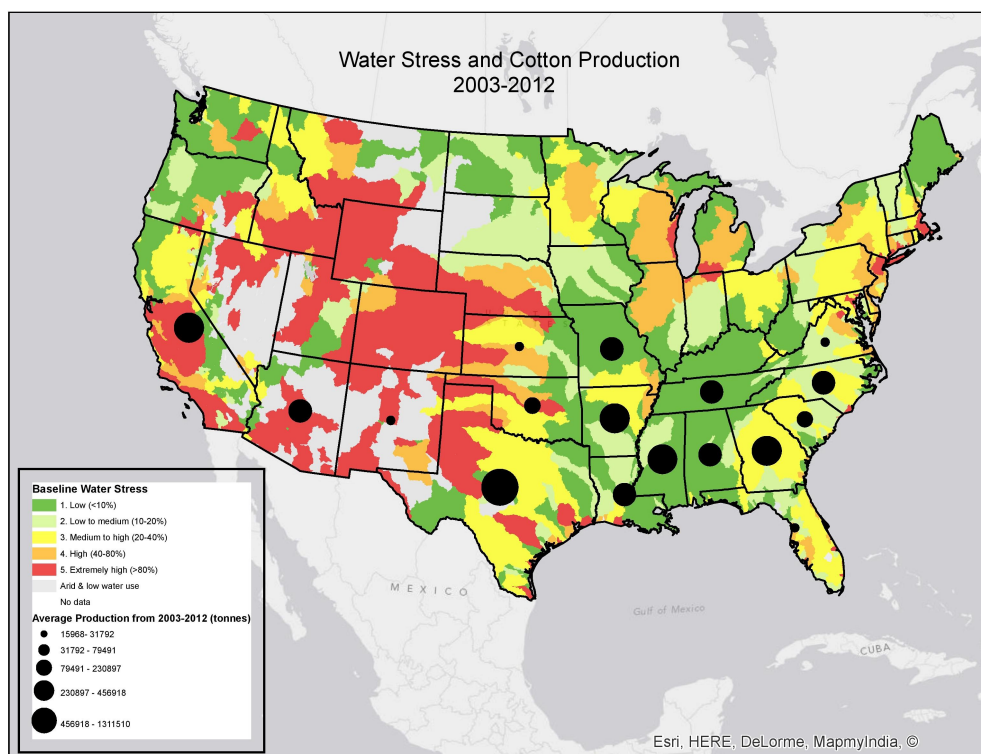 Water Stress and Cotton Production
2003-2012
Baseline Water Stress
1. Low (<10%)
2. Low to medium (10-20%)
3. Medium to high (20-40%)
4. High (40-80%)
5. Extremely high (>80%)
Arid & low water use
No data
Average Production from 2003-2012 (tonnes)
15968- 31792
31792 - 79491
79491 - 230897
230897 - 456918
456918 - 1311510
MEXICO
Gulf of Mexico
CUBA
Esri, HERE, DeLorme, MapmyIndia, ©